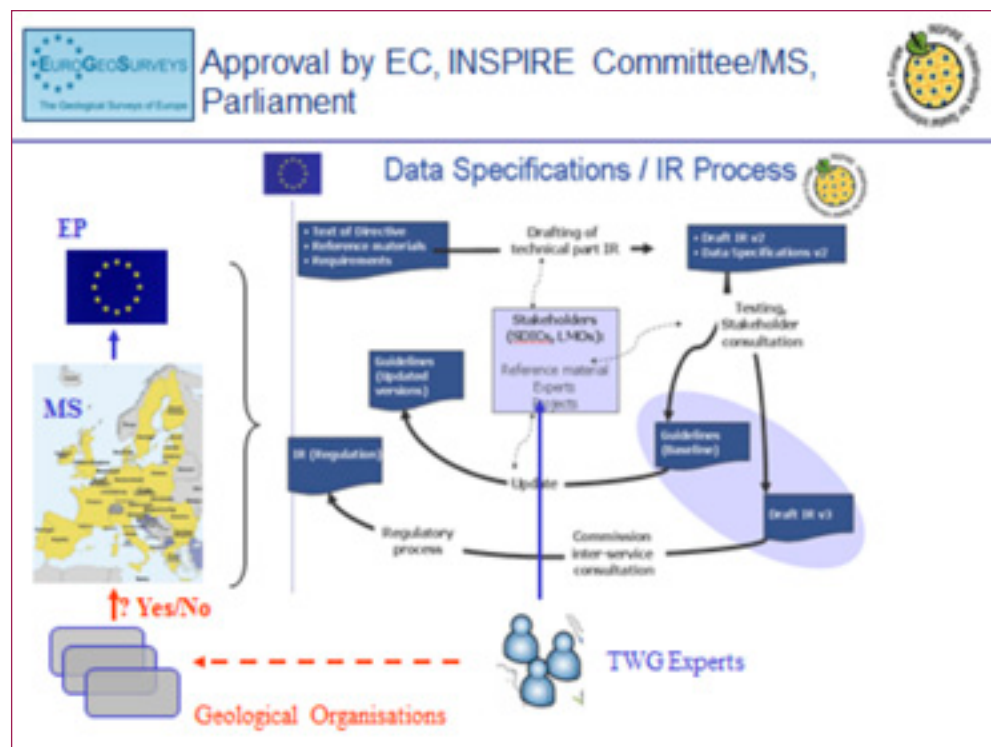 EUROGEOSURVEYS
The Geological Surveys of Europe
Approval by EC, INSPIRE Committee/MS,
Parliament
Data Specifications / IR Process
EP
• Text of Directive
• Reference materials
• Requirements
Drafting of
technical part IR
• Draft IR v2
• Data Specifications v2
Testing,
Stakeholder
consultation
Stakeholders
(SDICs, LMOs):
Reference material
Experts
Projects
Guidelines
(Updated
versions)
MS
Guidelines
(Baseline)
IR (Regulation)
Update
Draft IR v3
Regulatory
process
Commission
inter-service
consultation
? Yes/No
TWG Experts
Geological Organisations